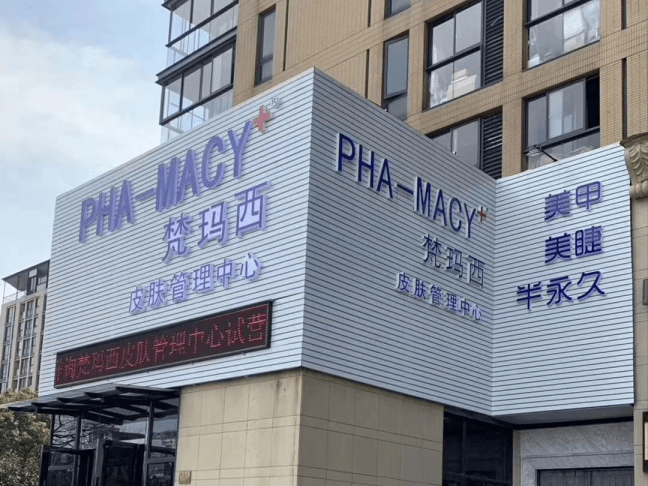 PHA-MACY+
梵玛西
皮肤管理中心
询梵玛西皮肤管理中心试营
PHA-MACY+
梵玛西
皮肤管理中心
美甲
美睫
半永久